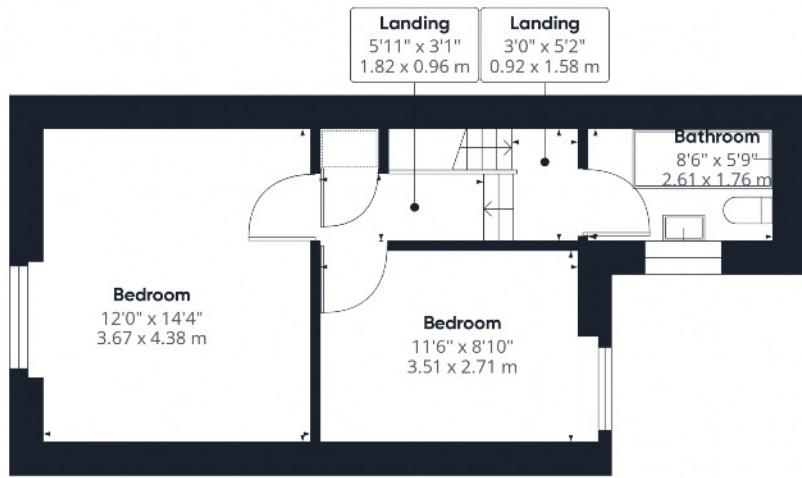 Landing
5'11" x 3'1"
1.82 x 0.96 m
Landing
3'0" x 5'2"
0.92 x 1.58 m
Bathroom
8'6" x 5'9"
2.61 x 1.76 m
Bedroom
12'0" x 14'4"
3.67 x 4.38 m
Bedroom
11'6" x 8'10"
3.51 x 2.71 m